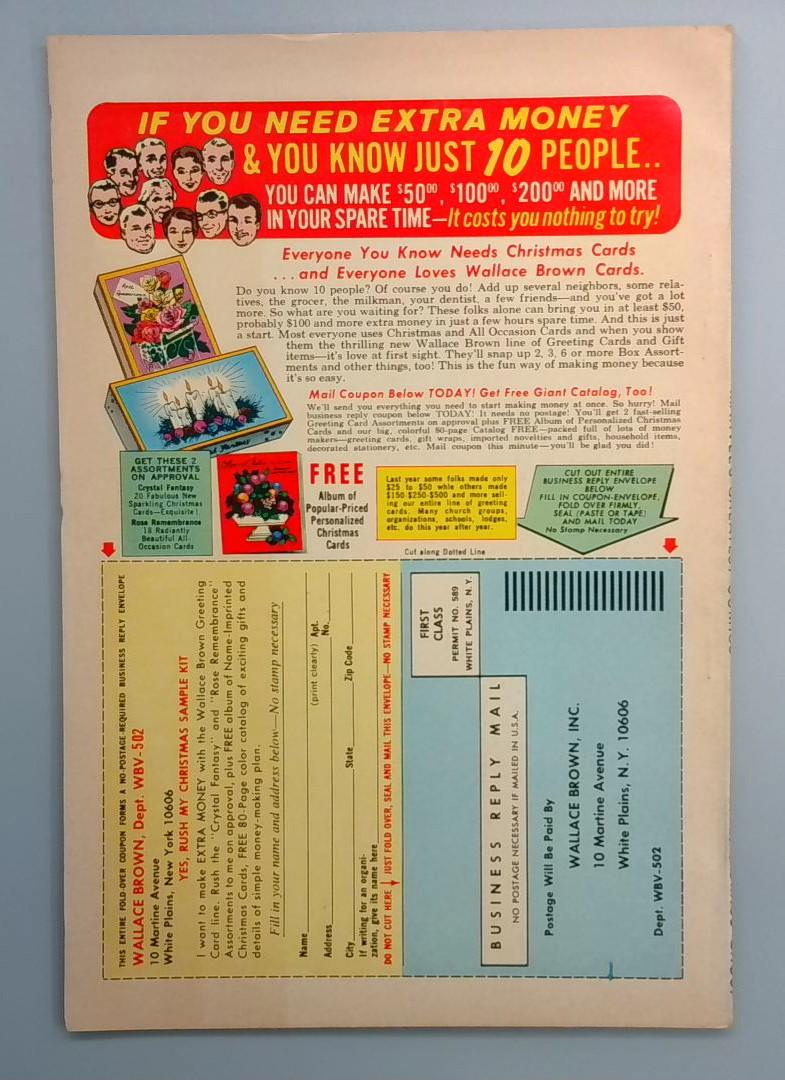 IF YOU NEED EXTRA MONEY
& YOU KNOW JUST 10 PEOPLE..
YOU CAN MAKE $50⁰⁰, $100⁰⁰, $200⁰⁰ AND MORE
IN YOUR SPARE TIME—It costs you nothing to try!
Everyone You Know Needs Christmas Cards
...and Everyone Loves Wallace Brown Cards.
Do you know 10 people? Of course you do! Add up several neighbors, some rela-
tives, the grocer, the milkman, your dentist, a few friends—and you've got a lot
more. So what are you waiting for? These folks alone can bring you in at least $50,
probably $100 and more extra money in just a few hours spare time. And this is just
a start. Most everyone uses Christmas and All Occasion Cards and when you show
them the thrilling new Wallace Brown line of Greeting Cards and Gift
items—it's love at first sight. They'll snap up 2, 3, 6 or more Box Assort-
ments and other things, too! This is the fun way of making money because
it's so easy.
Mail Coupon Below TODAY! Get Free Giant Catalog, Too!
We'll send you everything you need to start making money at once. So hurry! Mail
business reply coupon below TODAY! It needs no postage! You'll get 2 fast-selling
Greeting Card Assortments on approval plus FREE Album of Personalized Christmas
Cards and our big, colorful 80-page Catalog FREE—packed full of lots of money
makers—greeting cards, gift wraps, imported novelties and gifts, household items,
decorated stationery, etc. Mail coupon this minute—you'll be glad you did!
GET THESE 2
ASSORTMENTS
ON APPROVAL
Crystal Fantasy
20 Fabulous New
Sparkling Christmas
Cards—Exquisite!
Rose Remembrance
18 Radiantly
Beautiful All-
Occasion Cards
FREE
Album of
Popular-Priced
Personalized
Christmas
Cards
Last year some folks made only
$25 to $50 while others made
$150-$250-$500 and more sell-
ing our entire line of greeting
cards. Many church groups,
organizations, schools, lodges,
etc. do this year after year.
CUT OUT ENTIRE
BUSINESS REPLY ENVELOPE
BELOW
FILL IN COUPON-ENVELOPE,
FOLD OVER FIRMLY,
SEAL (PASTE OR TAPE)
AND MAIL TODAY
No Stamp Necessary
Cut along Dotted Line
THIS ENTIRE FOLD-OVER COUPON FORMS A NO-POSTAGE-REQUIRED BUSINESS REPLY ENVELOPE
WALLACE BROWN, Dept. WBV-502
10 Martine Avenue
White Plains, New York 10606
YES, RUSH MY CHRISTMAS SAMPLE KIT
I want to make EXTRA MONEY with the Wallace Brown Greeting
Card line. Rush the "Crystal Fantasy" and "Rose Remembrance"
Assortments to me on approval, plus FREE album of Name-Imprinted
Christmas Cards, FREE 80-Page color catalog of exciting gifts and
details of simple money-making plan.
Fill in your name and address below—No stamp necessary
Name
(print clearly)
Address Apt. No.
City State Zip Code
If writing for an organi-
zation, give its name here
DO NOT CUT HERE JUST FOLD OVER, SEAL AND MAIL THIS ENVELOPE—NO STAMP NECESSARY
FIRST
CLASS
PERMIT NO. 589
WHITE PLAINS, N.Y.
BUSINESS REPLY MAIL
NO POSTAGE NECESSARY IF MAILED IN U.S.A.
Postage Will Be Paid By
WALLACE BROWN, INC.
10 Martine Avenue
White Plains, N.Y. 10606
Dept. WBV-502